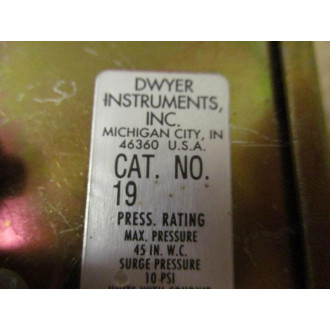 DWYER
INSTRUMENTS,
INC.
MICHIGAN CITY, IN
46360 U.S.A.
CAT. NO.
19
PRESS. RATING
MAX. PRESSURE
45 IN. W.C.
SURGE PRESSURE
10 PSI